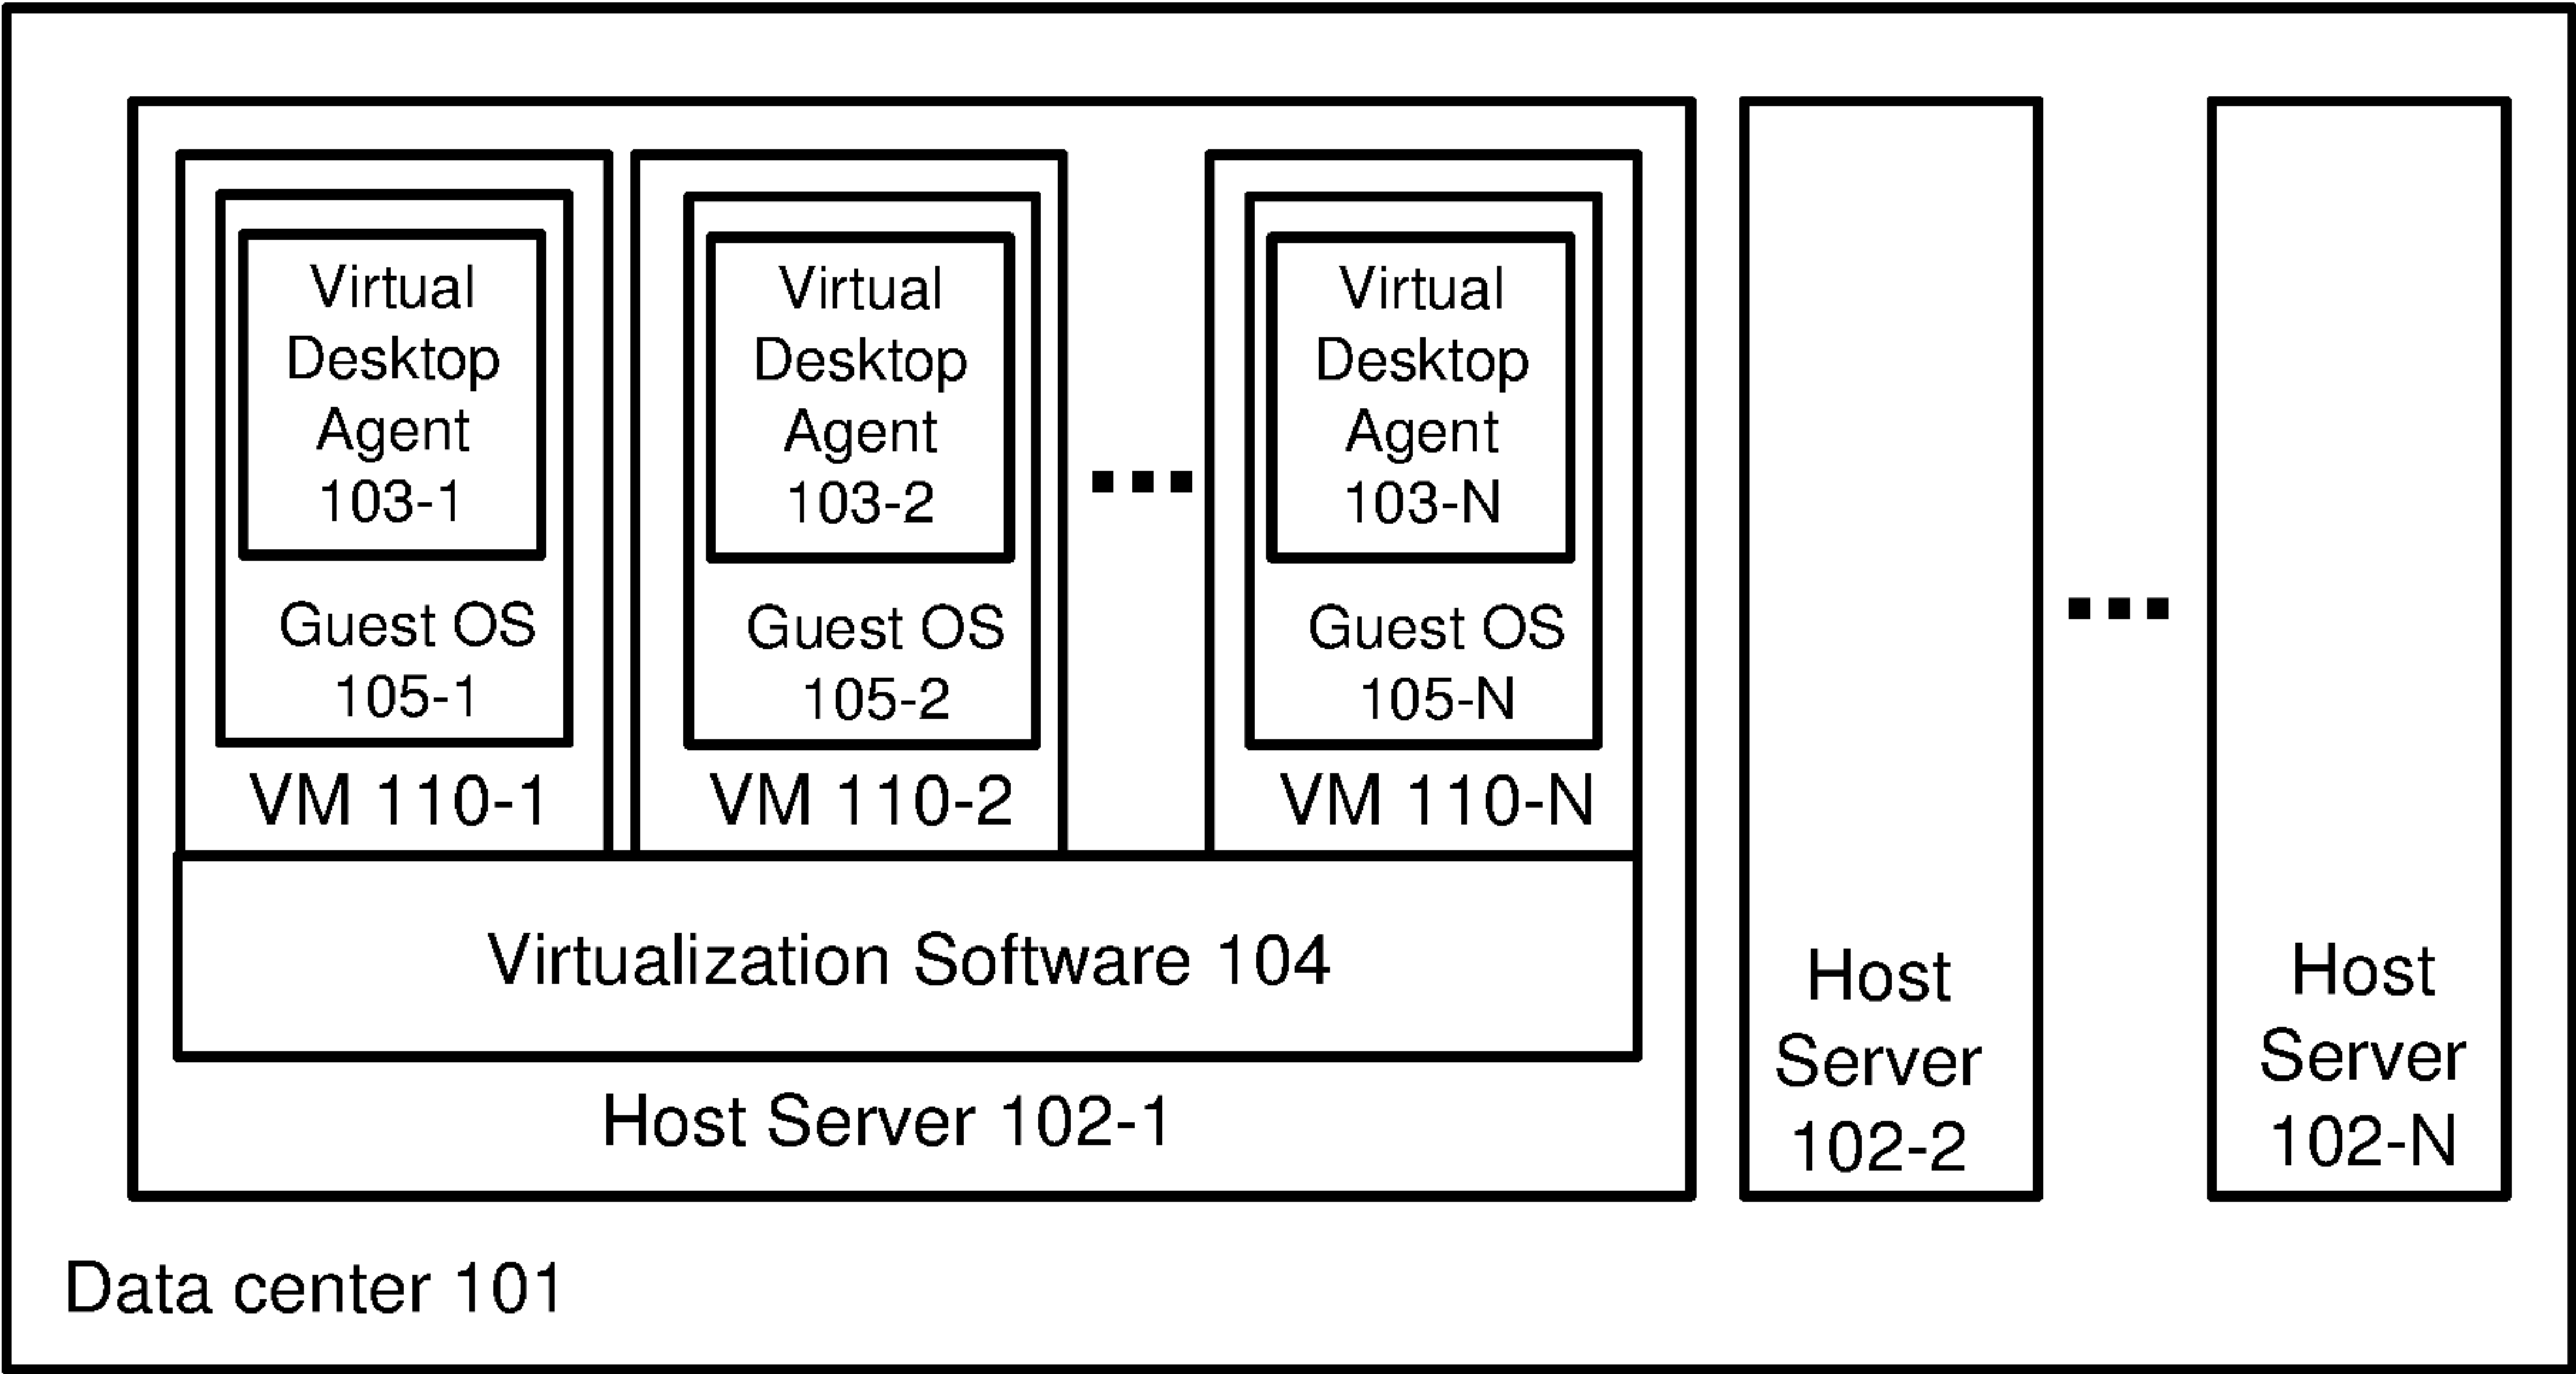 Virtual
Desktop
Agent
103-1
Guest OS
105-1
VM 110-1
Virtual
Desktop
Agent
103-2
Guest OS
105-2
VM 110-2
Virtual
Desktop
Agent
103-N
Guest OS
105-N
VM 110-N
Virtualization Software 104
Host Server 102-1
Host
Server
102-2
Host
Server
102-N
Data center 101